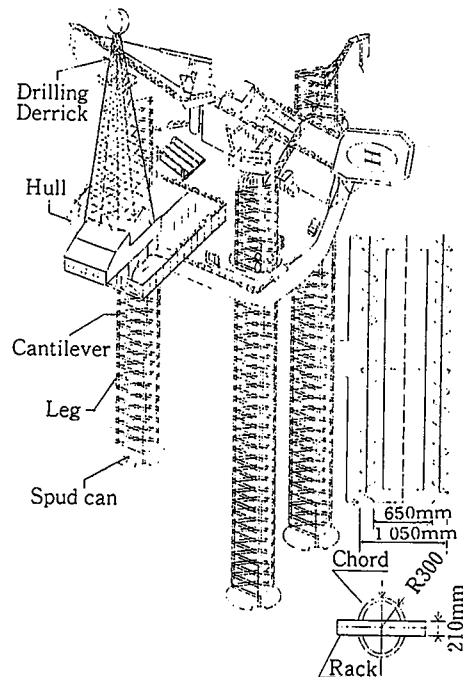 Drilling
Derrick
Hull
H
Cantilever
Leg
Spud can
650mm
1 050mm
Chord
R300
210mm
Rack